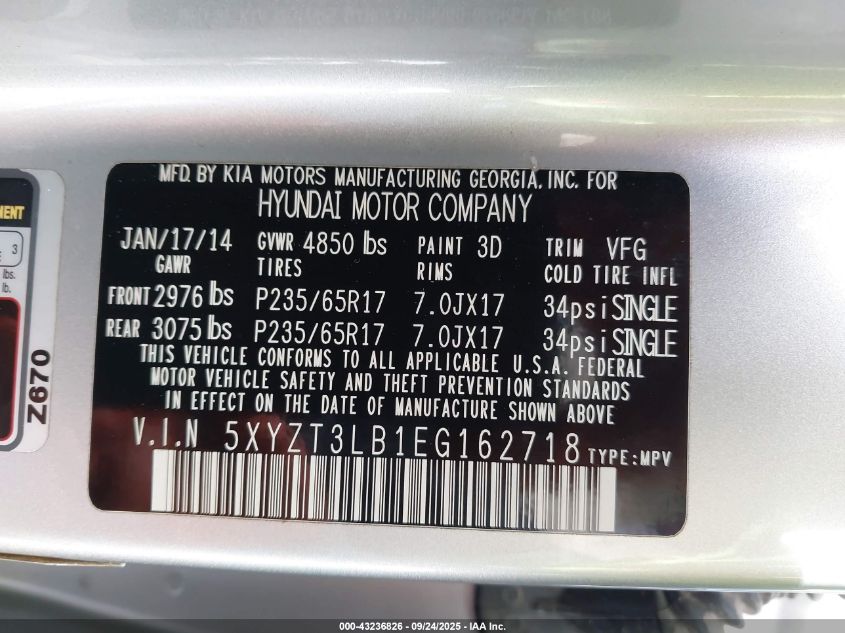 MFD. BY KIA MOTORS MANUFACTURING GEORGIA, INC. FOR
HYUNDAI MOTOR COMPANY
JAN/17/14 GVWR 4850 lbs PAINT 3D TRIM VFG
GAWR TIRES RIMS COLD TIRE INFL
FRONT 2976 lbs P235/65R17 7.0JX17 34psi SINGLE
REAR 3075 lbs P235/65R17 7.0JX17 34psi SINGLE
THIS VEHICLE CONFORMS TO ALL APPLICABLE U.S.A. FEDERAL
MOTOR VEHICLE SAFETY AND THEFT PREVENTION STANDARDS
IN EFFECT ON THE DATE OF MANUFACTURE SHOWN ABOVE
V.I.N 5XYZT3LB1EG162718 TYPE:MPV
3
lbs.
lb.
Z670
000-43236826 - 09/24/2025 - IAA Inc.